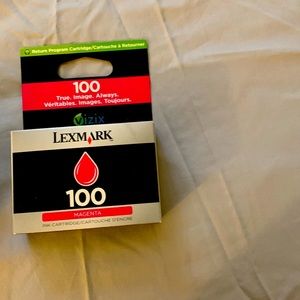 Return Program Cartridge/Cartouche à Retourner
100
True. Image. Always.
Véritables. Images. Toujours.
Vizix
LEXMARK
100
MAGENTA
INK CARTRIDGE/CARTOUCHE D'ENCRE